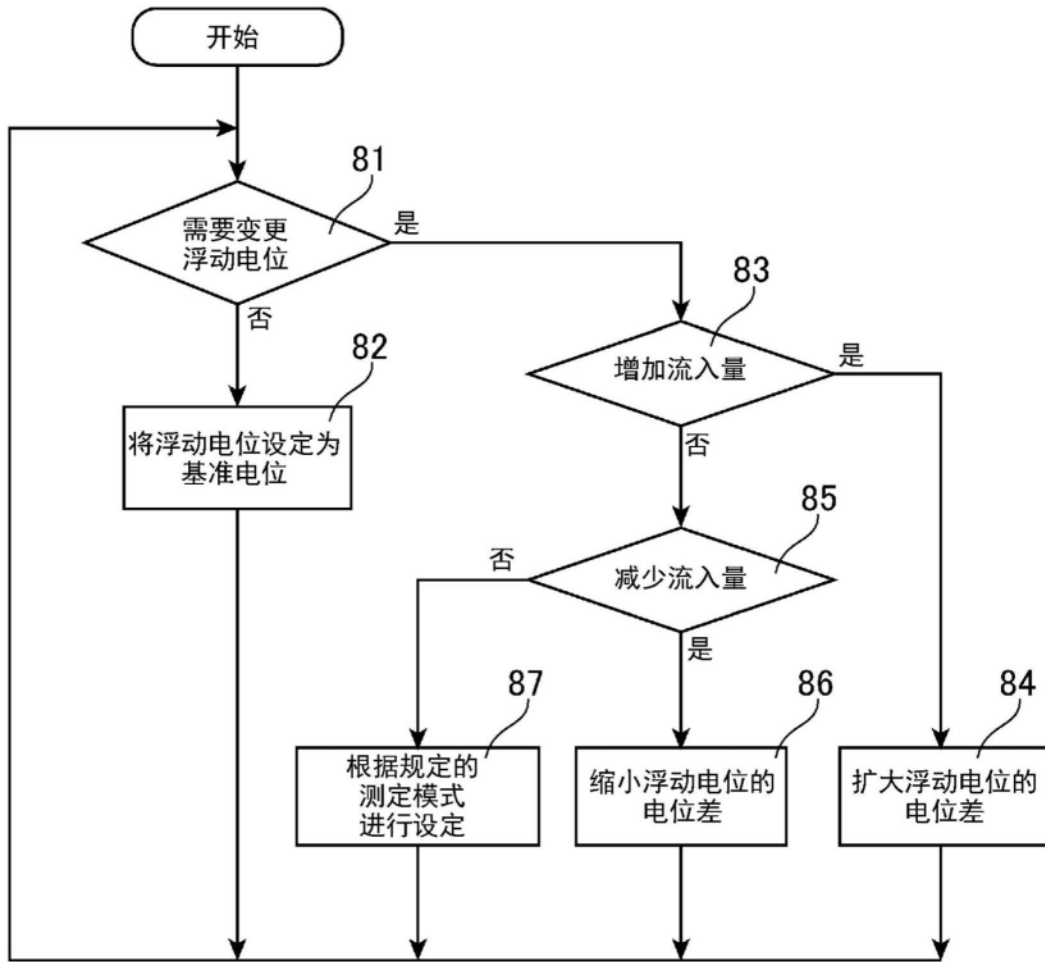 开始
81
需要变更
浮动电位
是
否
83
增加流入量
是
82
将浮动电位设定为
基准电位
否
85
减少流入量
否
是
87
根据规定的
测定模式
进行设定
86
缩小浮动电位的
电位差
84
扩大浮动电位的
电位差